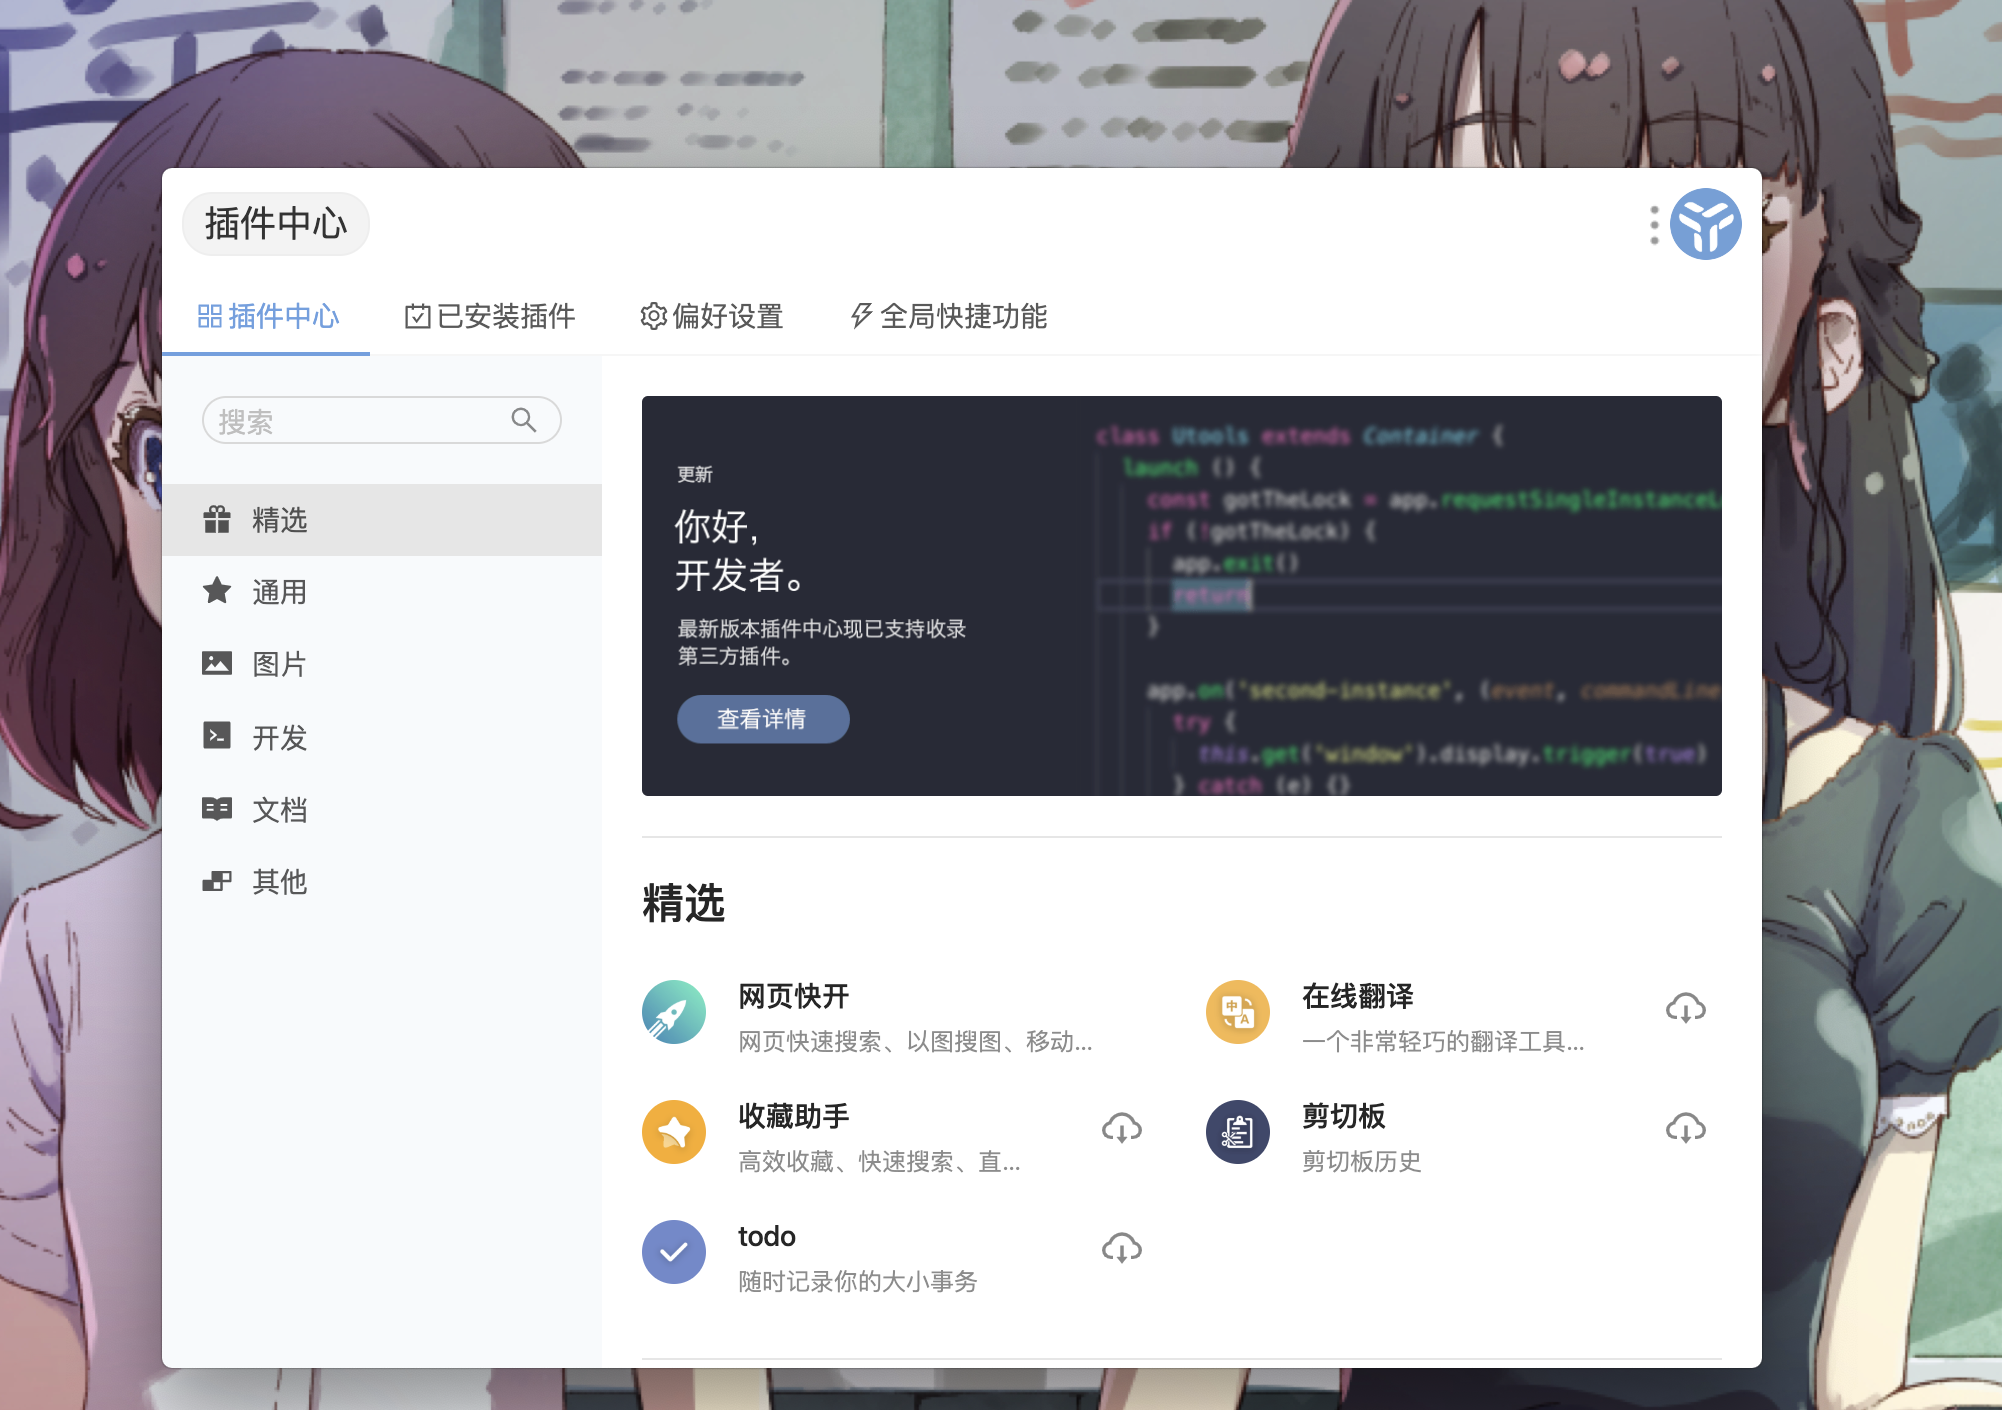 插件中心
插件中心
已安装插件
偏好设置
全局快捷功能
搜索
精选
通用
图片
开发
文档
其他
更新
你好,
开发者。
最新版本插件中心现已支持收录
第三方插件。
查看详情
class Utools extends Container {
launch () {
const gotTheLock = app.requestSingleInstanceL
if (!gotTheLock) {
app.exit()
return
}
app.on('second-instance', (event, commandLine
try {
this.get('window').display.trigger(true)
} catch (e) {}
精选
网页快开
网页快速搜索、以图搜图、移动...
在线翻译
一个非常轻巧的翻译工具...
收藏助手
高效收藏、快速搜索、直...
剪切板
剪切板历史
todo
随时记录你的大小事务
中
A